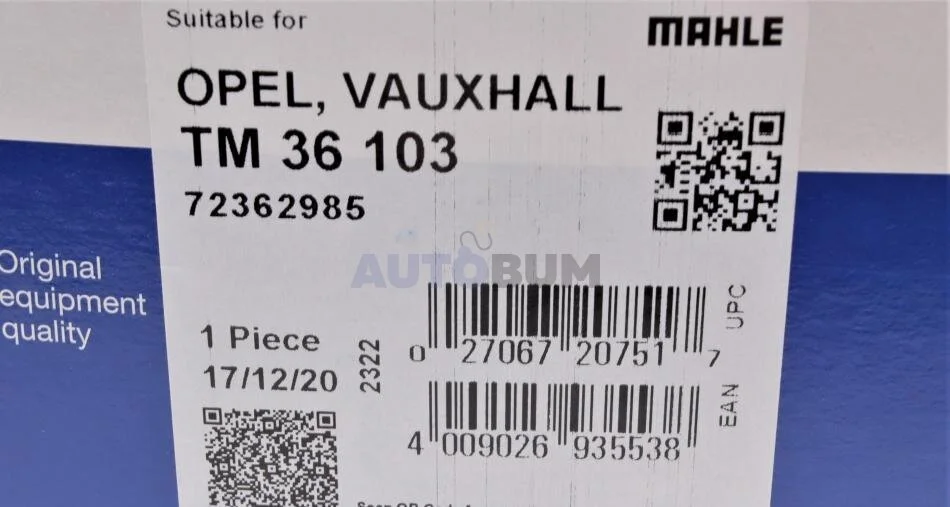 Suitable for
MAHLE
OPEL, VAUXHALL
TM 36 103
72362985
Original
equipment
quality
AUTOBUM
1 Piece
17/12/20
2322
0 27067 20751 7
UPC
4 009026 935538
EAN